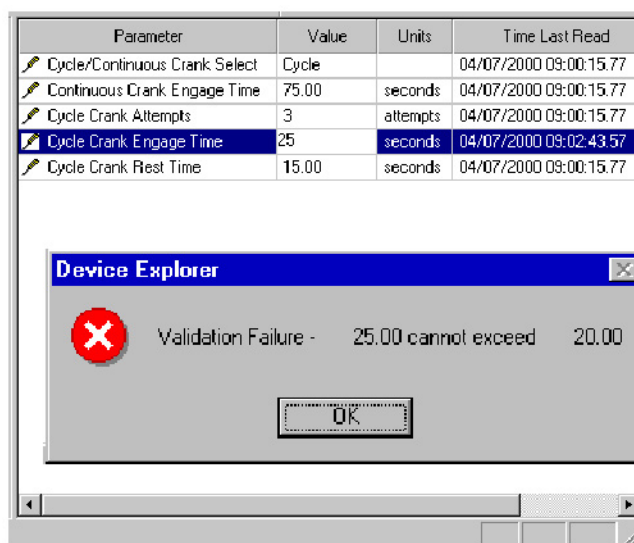 Parameter Value Units Time Last Read
Cycle/Continuous Crank Select Cycle 04/07/2000 09:00:15.77
Continuous Crank Engage Time 75.00 seconds 04/07/2000 09:00:15.77
Cycle Crank Attempts 3 attempts 04/07/2000 09:00:15.77
Cycle Crank Engage Time 25 seconds 04/07/2000 09:02:43.57
Cycle Crank Rest Time 15.00 seconds 04/07/2000 09:00:15.77
Device Explorer
Validation Failure - 25.00 cannot exceed 20.00
OK